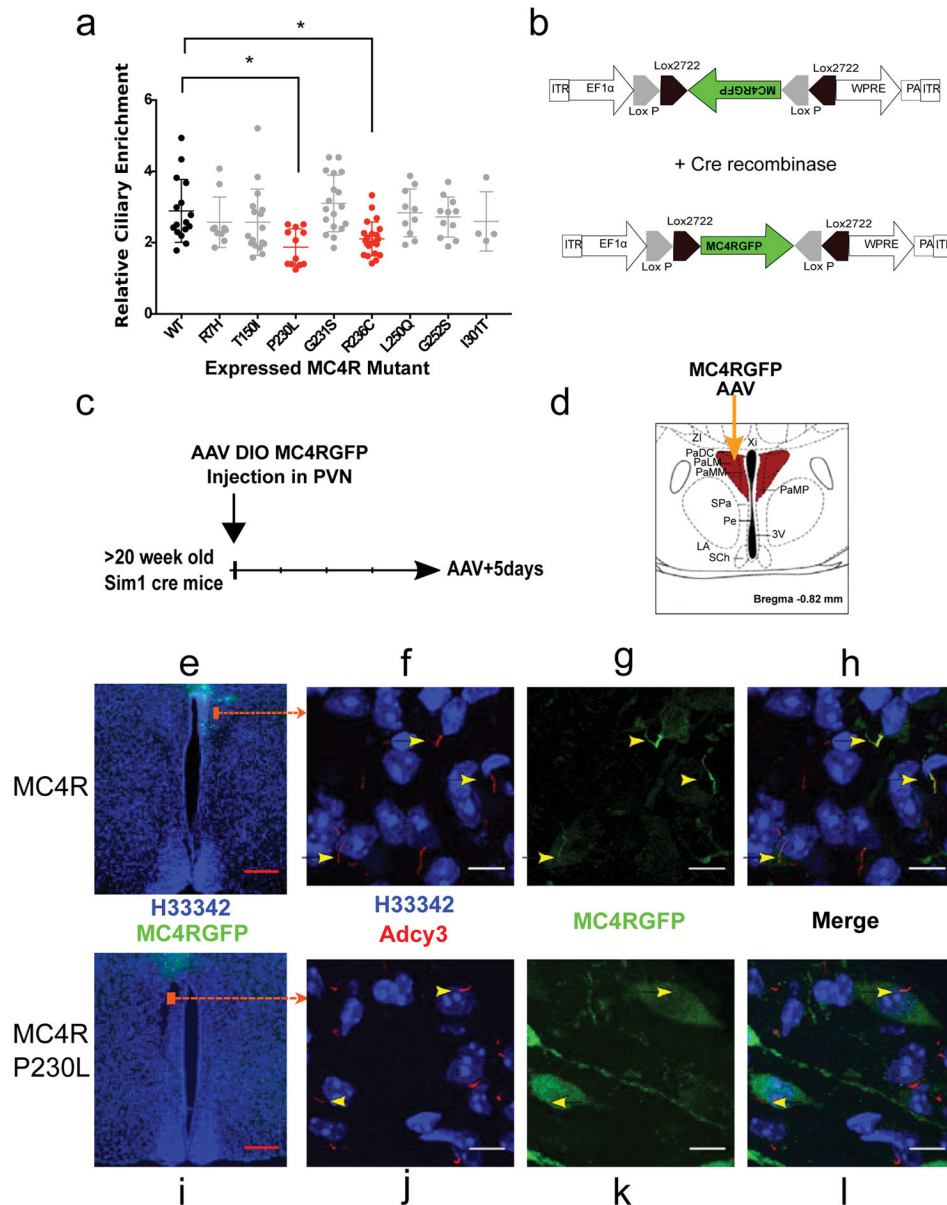 a
*
*
Relative Ciliary Enrichment
6
4
2
0
WT
R7H
T150I
P230L
G231S
R236C
L250Q
G252S
I301T
Expressed MC4R Mutant
b
Lox2722 Lox2722
ITR EF1α MC4RGFP WPRE PA ITR
Lox P Lox P
+ Cre recombinase
Lox2722 Lox2722
ITR EF1α MC4RGFP WPRE PA ITR
Lox P Lox P
c
AAV DIO MC4RGFP
Injection in PVN
>20 week old
Sim1 cre mice
AAV+5days
d
MC4RGFP
AAV
ZI Xi
PaDC
PaLM
PaMM
PaMP
SPa
Pe
3V
LA
SCh
Bregma -0.82 mm
e f g h
MC4R
H33342
MC4RGFP
H33342
Adcy3
MC4RGFP
Merge
MC4R
P230L
i j k l